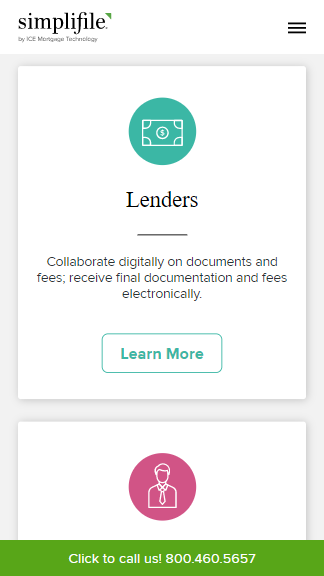 simplifile
by ICE Mortgage Technology
$
Lenders
Collaborate digitally on documents and
fees; receive final documentation and fees
electronically.
Learn More
Click to call us! 800.460.5657